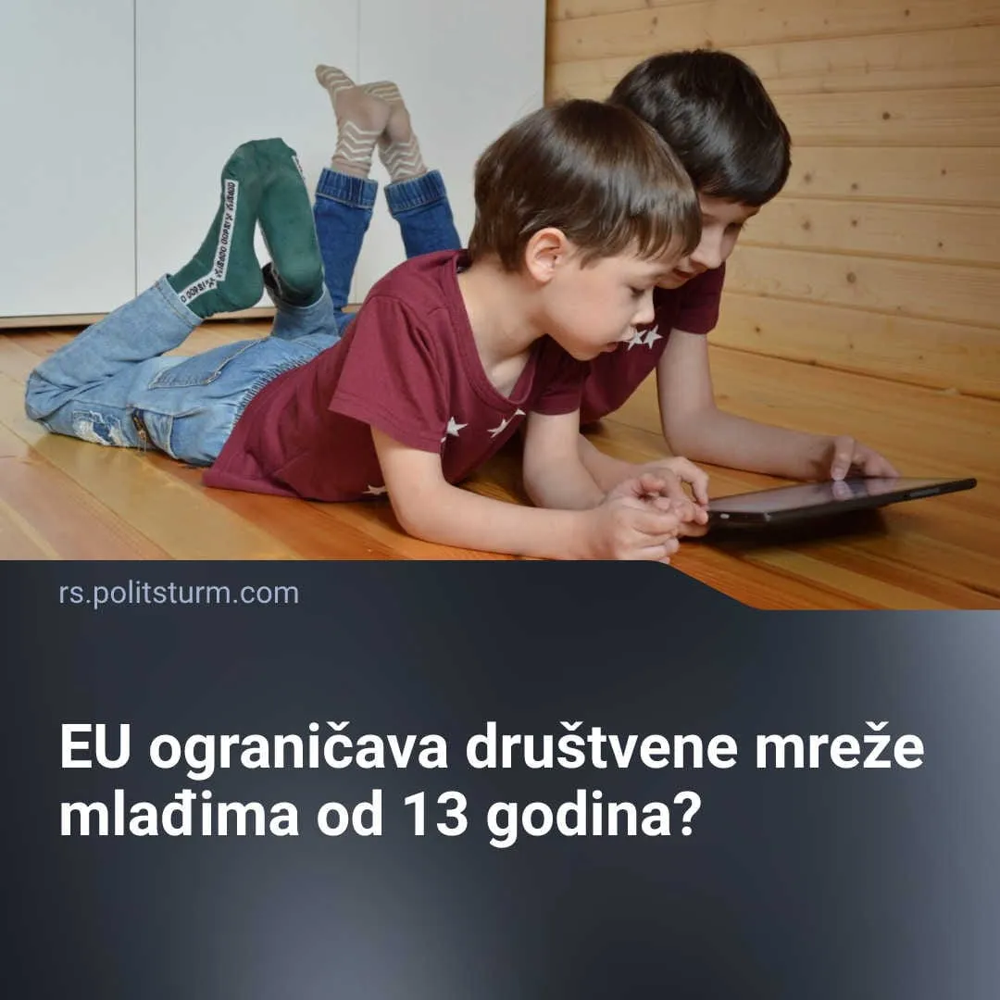 rs.politsturm.com
EU ograničava društvene mreže
mlađima od 13 godina?